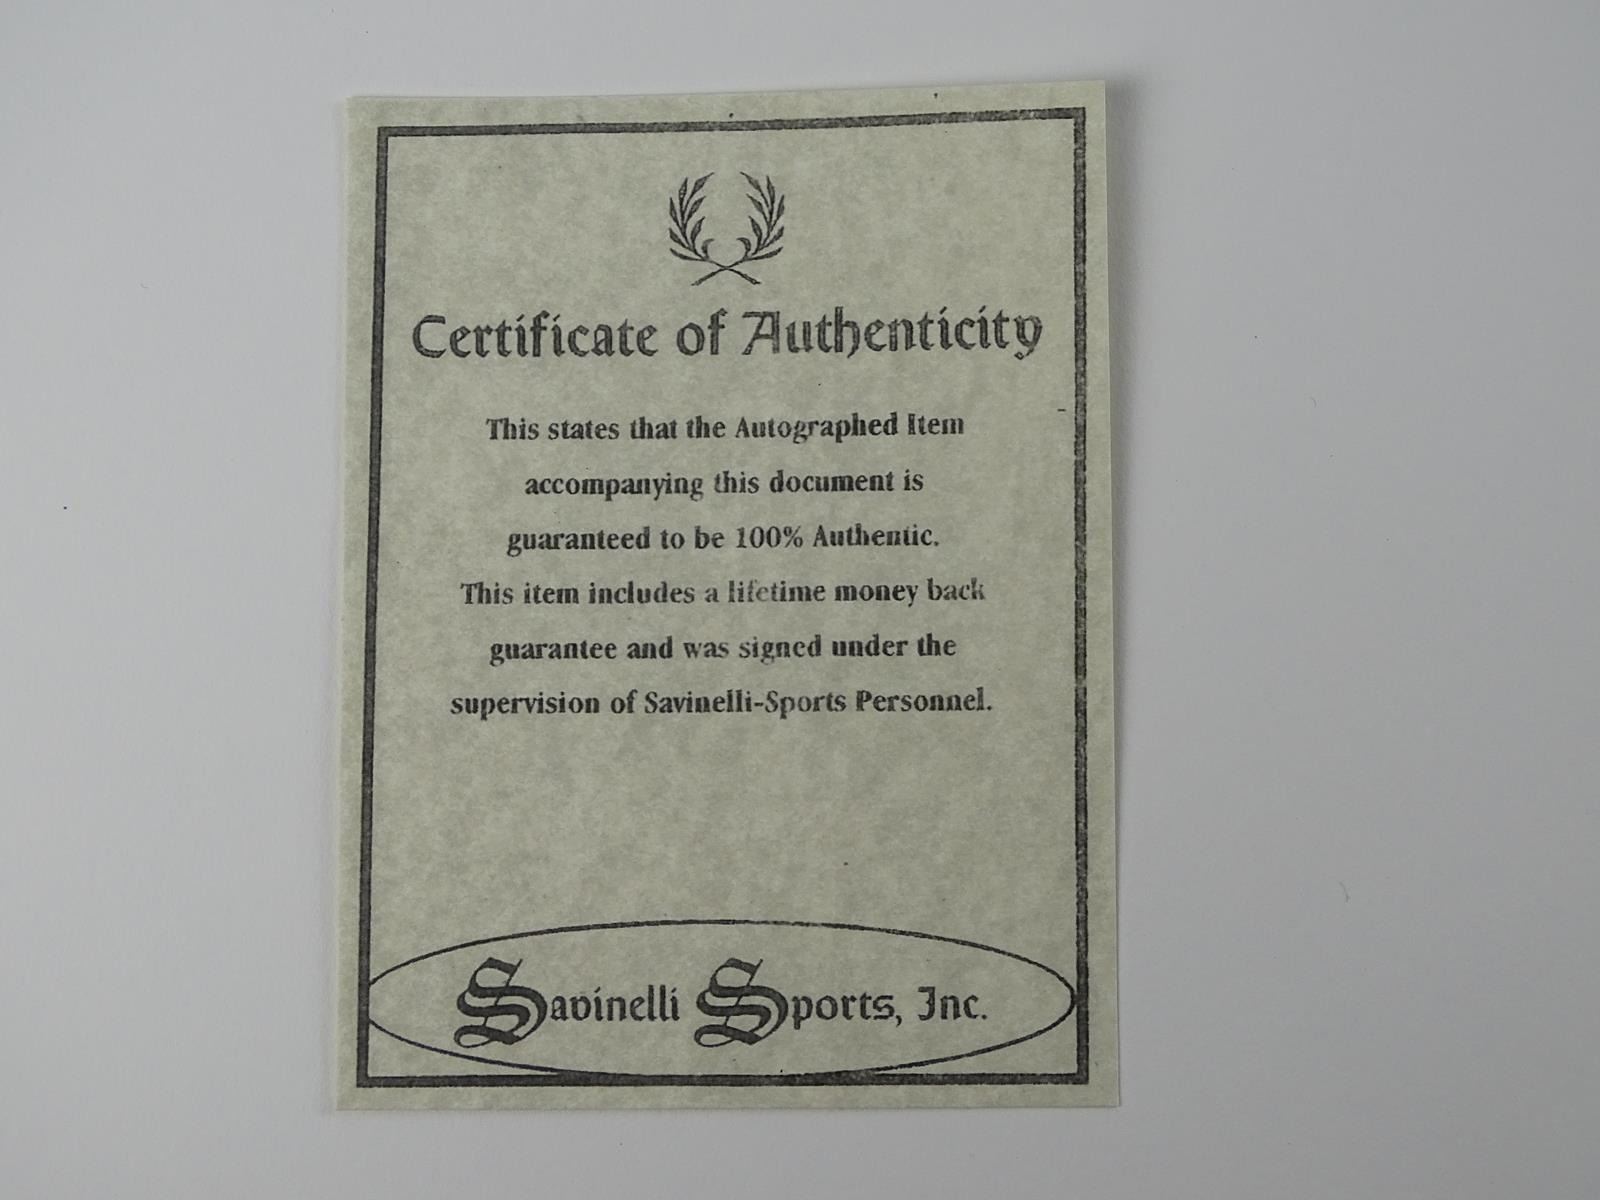 Certificate of Authenticity
This states that the Autographed Item
accompanying this document is
guaranteed to be 100% Authentic.
This item includes a lifetime money back
guarantee and was signed under the
supervision of Savinelli-Sports Personnel.
Savinelli Sports, Inc.